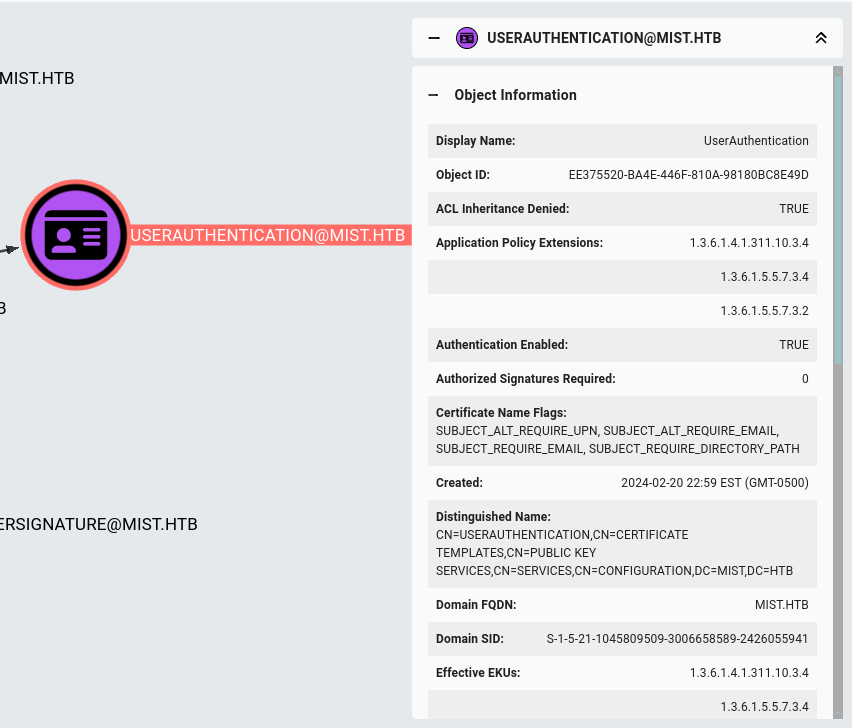 MIST.HTB
USERAUTHENTICATION@MIST.HTB
B
ERSIGNATURE@MIST.HTB
USERAUTHENTICATION@MIST.HTB
Object Information
Display Name: UserAuthentication
Object ID: EE375520-BA4E-446F-810A-98180BC8E49D
ACL Inheritance Denied: TRUE
Application Policy Extensions: 1.3.6.1.4.1.311.10.3.4
1.3.6.1.5.5.7.3.4
1.3.6.1.5.5.7.3.2
Authentication Enabled: TRUE
Authorized Signatures Required: 0
Certificate Name Flags:
SUBJECT_ALT_REQUIRE_UPN, SUBJECT_ALT_REQUIRE_EMAIL,
SUBJECT_REQUIRE_EMAIL, SUBJECT_REQUIRE_DIRECTORY_PATH
Created: 2024-02-20 22:59 EST (GMT-0500)
Distinguished Name:
CN=USERAUTHENTICATION,CN=CERTIFICATE
TEMPLATES,CN=PUBLIC KEY
SERVICES,CN=SERVICES,CN=CONFIGURATION,DC=MIST,DC=HTB
Domain FQDN: MIST.HTB
Domain SID: S-1-5-21-1045809509-3006658589-2426055941
Effective EKUs: 1.3.6.1.4.1.311.10.3.4
1.3.6.1.5.5.7.3.4